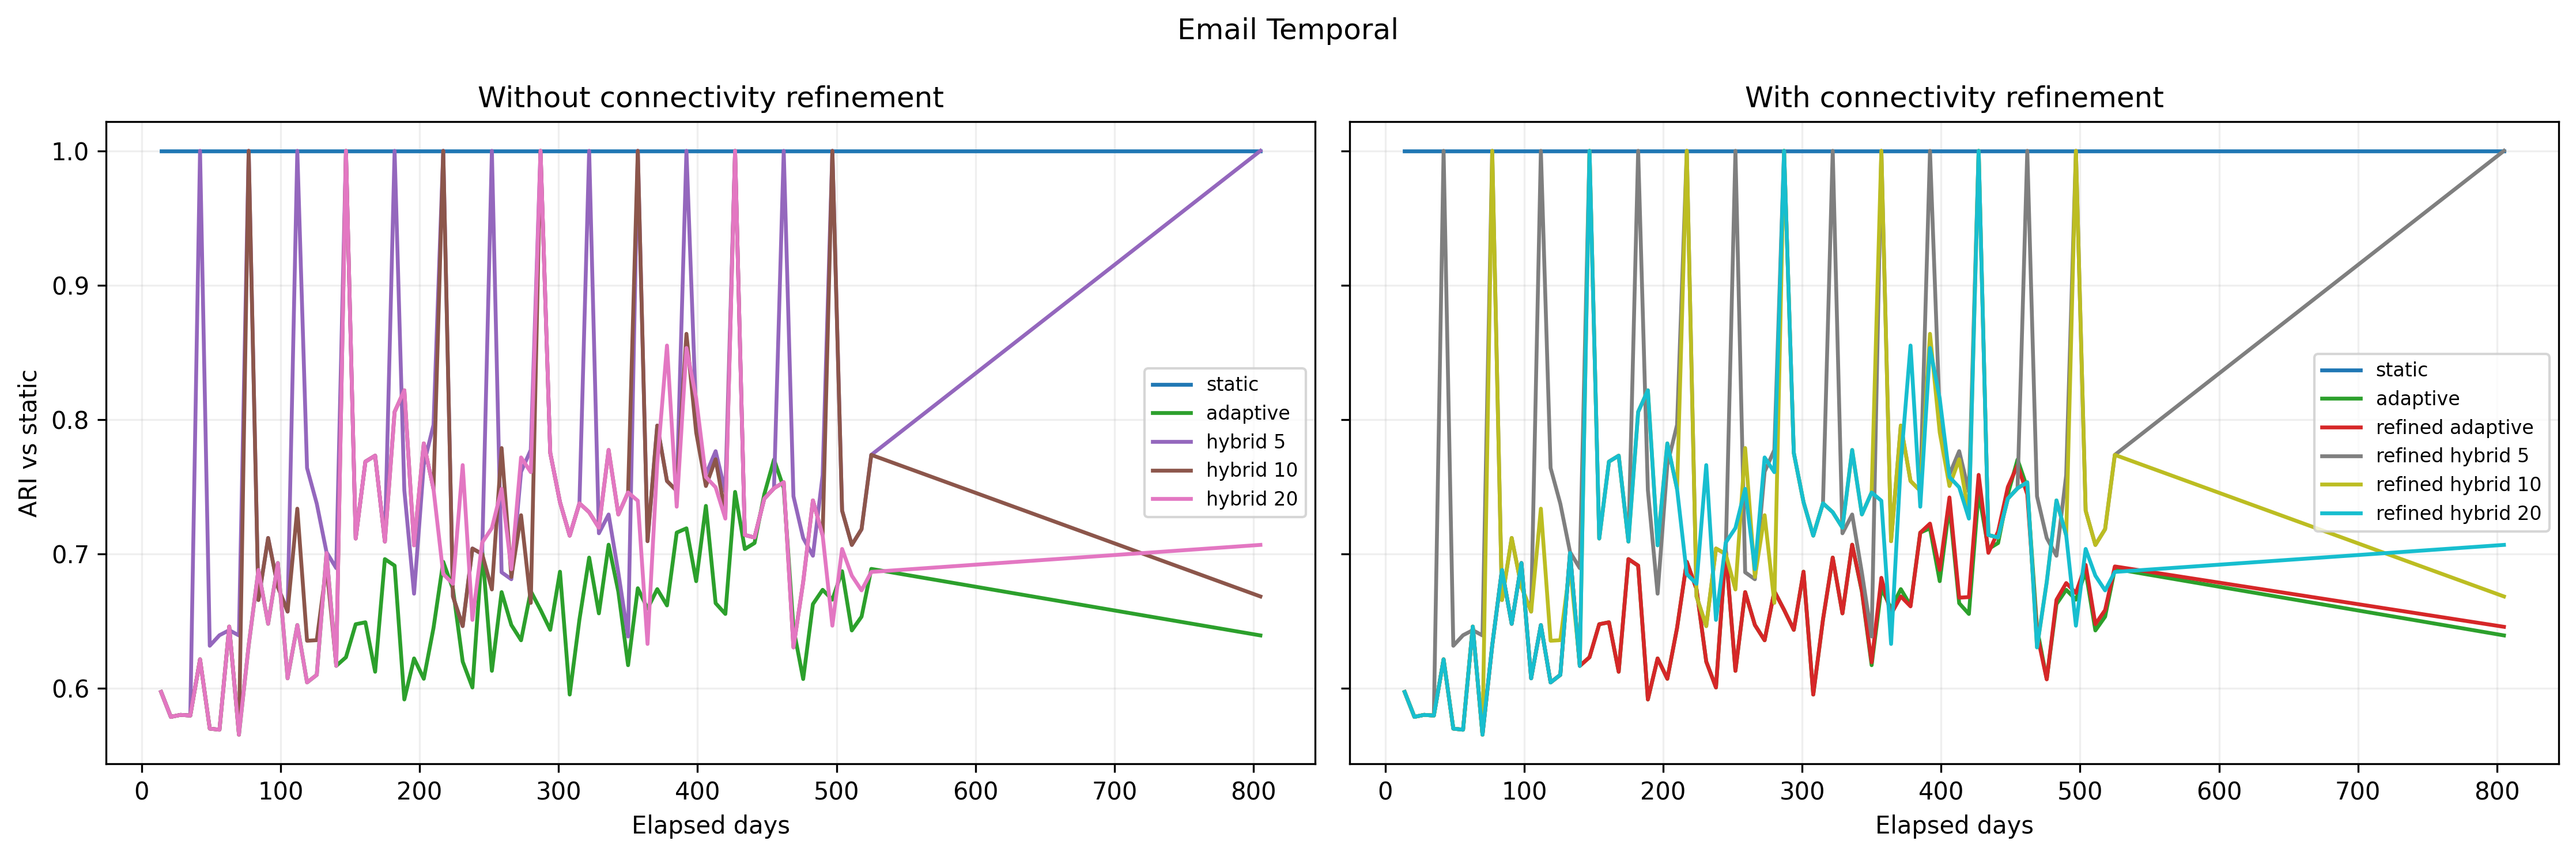 Email Temporal
Without connectivity refinement
ARI vs static
1.0
0.9
0.8
0.7
0.6
0
100
200
300
400
500
600
700
800
Elapsed days
static
adaptive
hybrid 5
hybrid 10
hybrid 20
With connectivity refinement
0
100
200
300
400
500
600
700
800
Elapsed days
static
adaptive
refined adaptive
refined hybrid 5
refined hybrid 10
refined hybrid 20